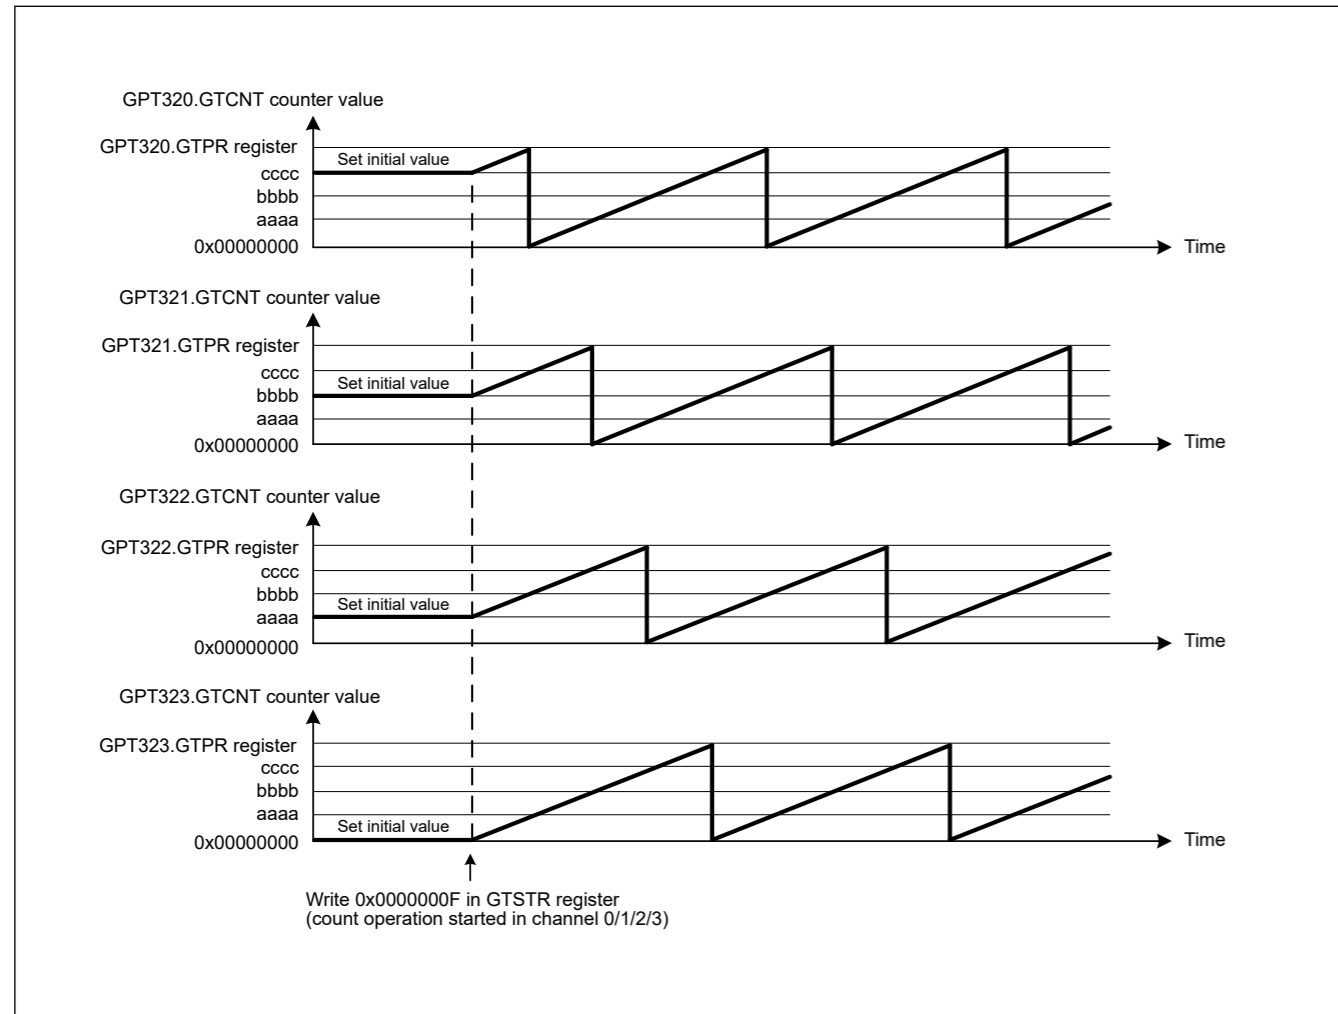 GPT320.GTCNT counter value
GPT320.GTPR register
Set initial value
cccc
bbbb
aaaa
0x00000000
Time
GPT321.GTCNT counter value
GPT321.GTPR register
cccc
Set initial value
bbbb
aaaa
0x00000000
Time
GPT322.GTCNT counter value
GPT322.GTPR register
cccc
bbbb
Set initial value
aaaa
0x00000000
Time
GPT323.GTCNT counter value
GPT323.GTPR register
cccc
bbbb
aaaa
Set initial value
0x00000000
Time
Write 0x0000000F in GTSTR register
(count operation started in channel 0/1/2/3)